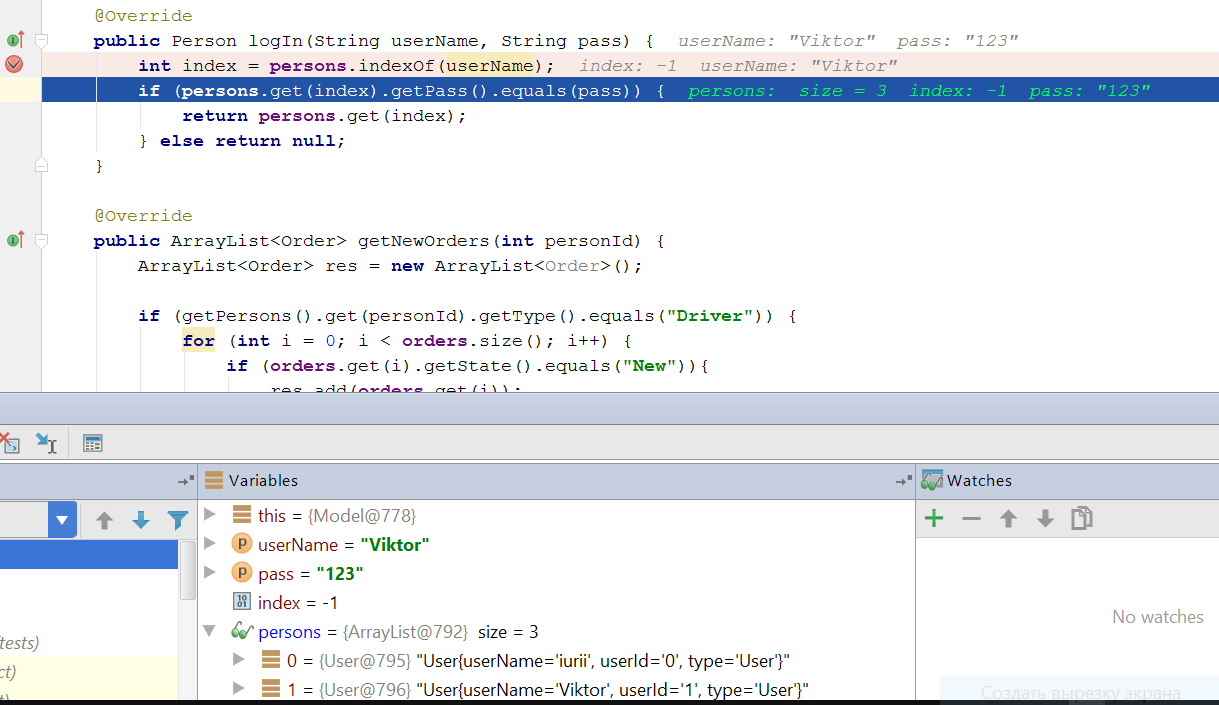 @Override
public Person logIn(String userName, String pass) { userName: "Viktor" pass: "123"
int index = persons.indexOf(userName); index: -1 userName: "Viktor"
if (persons.get(index).getPass().equals(pass)) { persons: size = 3 index: -1 pass: "123"
return persons.get(index);
} else return null;
}
@Override
public ArrayList<Order> getNewOrders(int personId) {
ArrayList<Order> res = new ArrayList<Order>();
if (getPersons().get(personId).getType().equals("Driver")) {
for (int i = 0; i < orders.size(); i++) {
if (orders.get(i).getState().equals("New")){
res.add(orders.get(i));
Variables
this = {Model@778}
userName = "Viktor"
pass = "123"
index = -1
persons = {ArrayList@792} size = 3
0 = {User@795} "User{userName='iurii', userId='0', type='User'}"
1 = {User@796} "User{userName='Viktor', userId='1', type='User'}"
Watches
No watches
Создать вырезку экрана